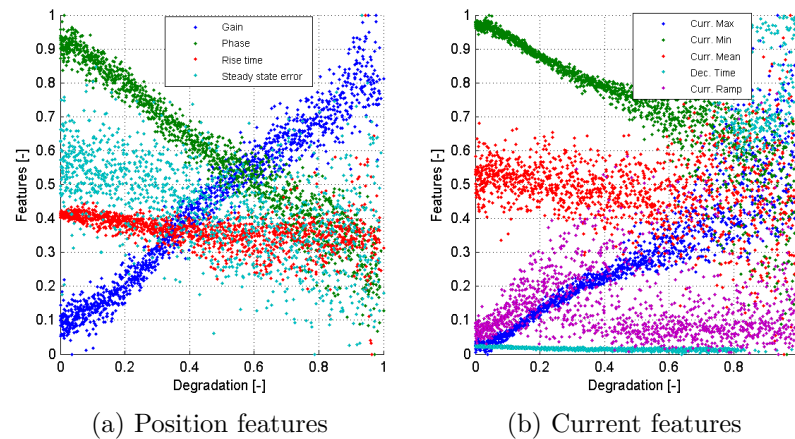 1
0.9
0.8
0.7
0.6
0.5
0.4
0.3
0.2
0.1
0
Features [-]
Gain
Phase
Rise time
Steady state error
0 0.2 0.4 0.6 0.8 1
Degradation [-]
(a) Position features
1
0.9
0.8
0.7
0.6
0.5
0.4
0.3
0.2
0.1
0
Features [-]
Curr. Max
Curr. Min
Curr. Mean
Dec. Time
Curr. Ramp
0 0.2 0.4 0.6 0.8
Degradation [-]
(b) Current features